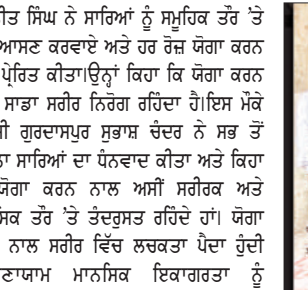 ਜੀਤ ਸਿੰਘ ਨੇ ਸਾਰਿਆਂ ਨੂੰ ਸਮੂਹਿਕ ਤੌਰ 'ਤੇ
ਆਸਣ ਕਰਵਾਏ ਅਤੇ ਹਰ ਰੋਜ਼ ਯੋਗਾ ਕਰਨ
ਪ੍ਰੇਰਿਤ ਕੀਤਾ।ਉਨ੍ਹਾਂ ਕਿਹਾ ਕਿ ਯੋਗਾ ਕਰਨ
ਸਾਡਾ ਸਰੀਰ ਨਿਰੋਗ ਰਹਿੰਦਾ ਹੈ।ਇਸ ਮੌਕੇ
ਗੁਰਦਾਸਪੁਰ ਸੁਭਾਸ਼ ਚੰਦਰ ਨੇ ਸਭ ਤੋਂ
ਸਾਰਿਆਂ ਦਾ ਧੰਨਵਾਦ ਕੀਤਾ ਅਤੇ ਕਿਹਾ
ਯੋਗਾ ਕਰਨ ਨਾਲ ਅਸੀਂ ਸਰੀਰਕ ਅਤੇ
ਸਿਕ ਤੌਰ 'ਤੇ ਤੰਦਰੁਸਤ ਰਹਿੰਦੇ ਹਾਂ। ਯੋਗਾ
ਨਾਲ ਸਰੀਰ ਵਿੱਚ ਲਚਕਤਾ ਪੈਦਾ ਹੁੰਦੀ
ਣਾਯਾਮ ਮਾਨਸਿਕ ਇਕਾਗਰਤਾ ਨੂੰ